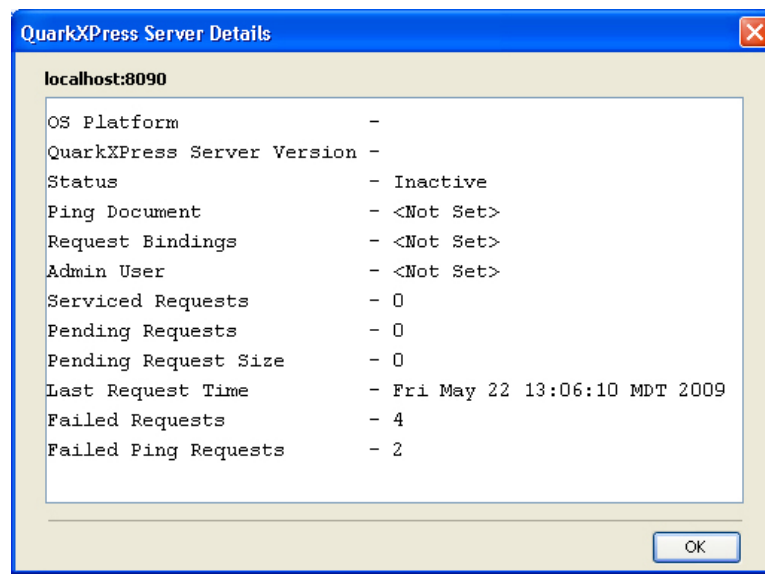 QuarkXPress Server Details
localhost:8090
OS Platform -
QuarkXPress Server Version -
Status - Inactive
Ping Document - <Not Set>
Request Bindings - <Not Set>
Admin User - <Not Set>
Serviced Requests - 0
Pending Requests - 0
Pending Request Size - 0
Last Request Time - Fri May 22 13:06:10 MDT 2009
Failed Requests - 4
Failed Ping Requests - 2
OK